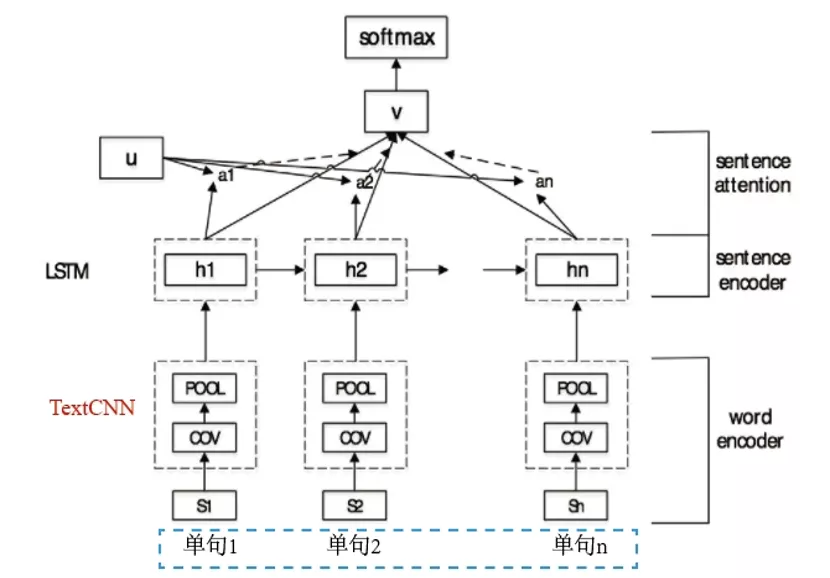 softmax
v
u
a1
a2
an
sentence
attention
LSTM
h1
h2
hn
sentence
encoder
TextCNN
POOL
POOL
POOL
COV
COV
COV
word
encoder
S1
S2
Sn
单句1
单句2
单句n